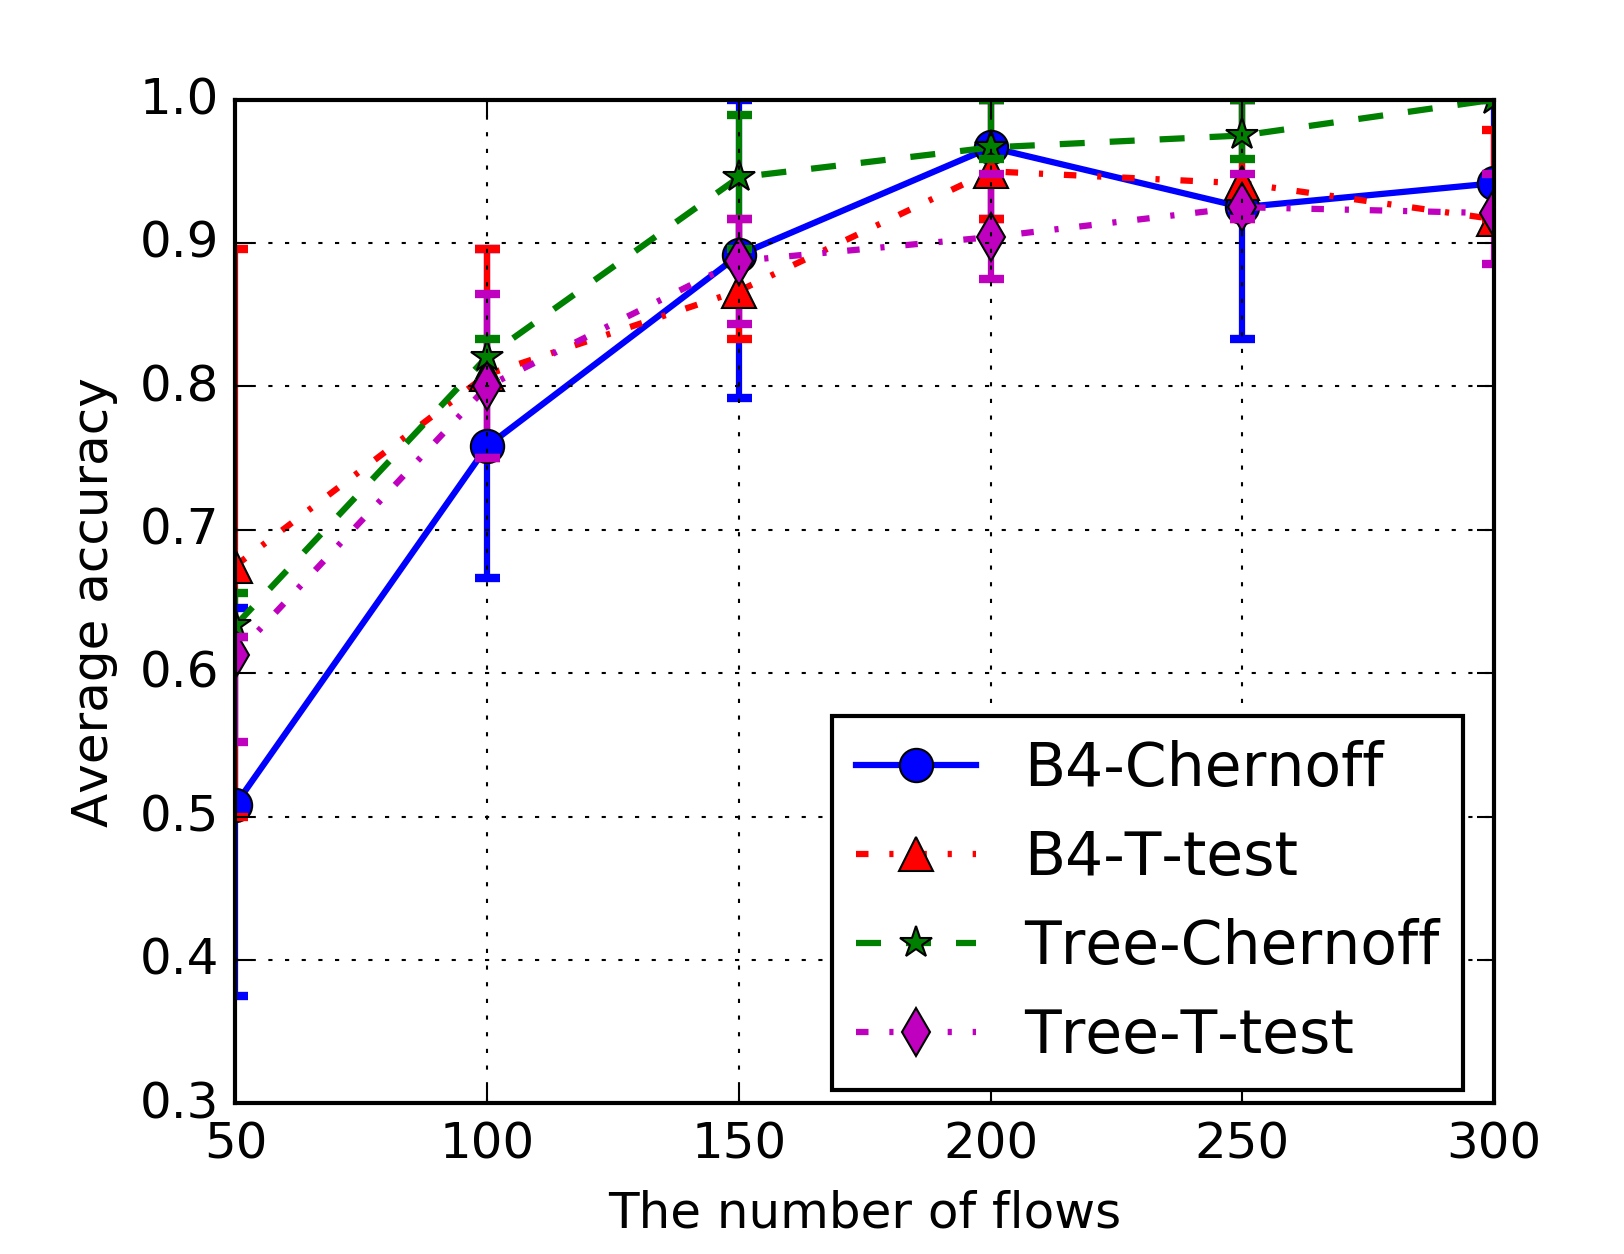 1.0
0.9
0.8
0.7
0.6
0.5
0.4
0.3
Average accuracy
50 100 150 200 250 300
The number of flows
B4-Chernoff
B4-T-test
Tree-Chernoff
Tree-T-test